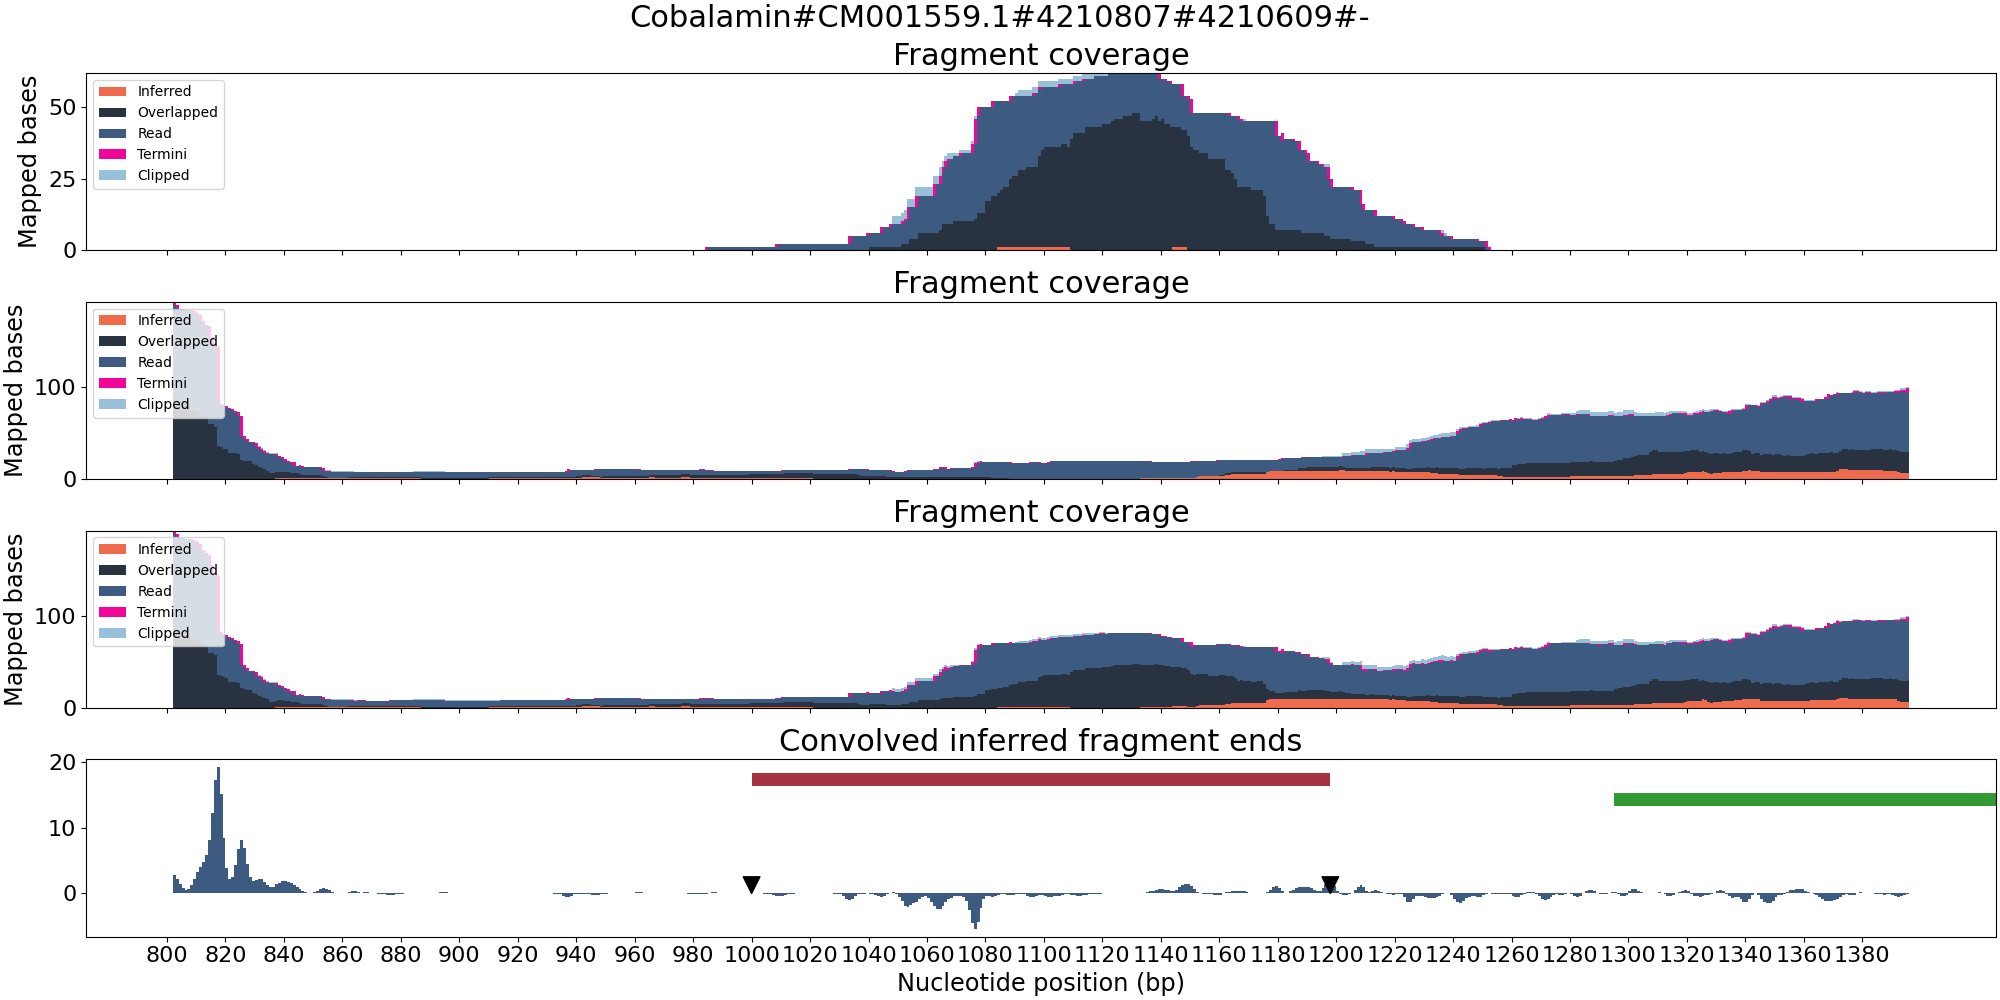 Cobalamin#CM001559.1#4210807#4210609#-
Fragment coverage
Mapped bases
50
25
0
Inferred
Overlapped
Read
Termini
Clipped
Fragment coverage
Mapped bases
100
0
Inferred
Overlapped
Read
Termini
Clipped
Fragment coverage
Mapped bases
100
0
Inferred
Overlapped
Read
Termini
Clipped
Convolved inferred fragment ends
20
10
0
800 820 840 860 880 900 920 940 960 980 1000 1020 1040 1060 1080 1100 1120 1140 1160 1180 1200 1220 1240 1260 1280 1300 1320 1340 1360 1380
Nucleotide position (bp)